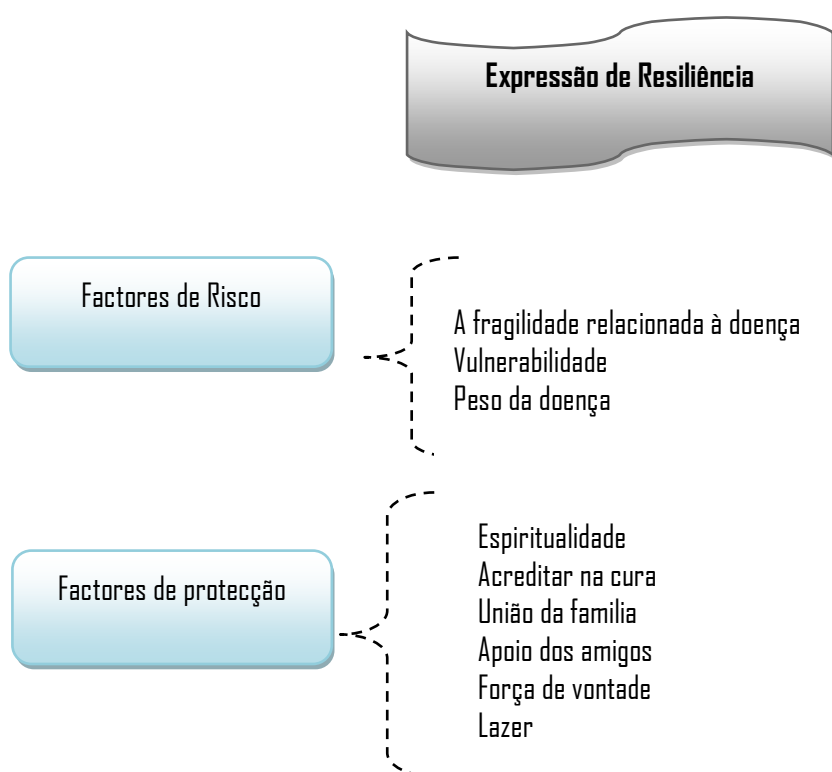 Expressão de Resiliência
Factores de Risco
A fragilidade relacionada à doença
Vulnerabilidade
Peso da doença
Factores de protecção
Espiritualidade
Acreditar na cura
União da familia
Apoio dos amigos
Força de vontade
Lazer